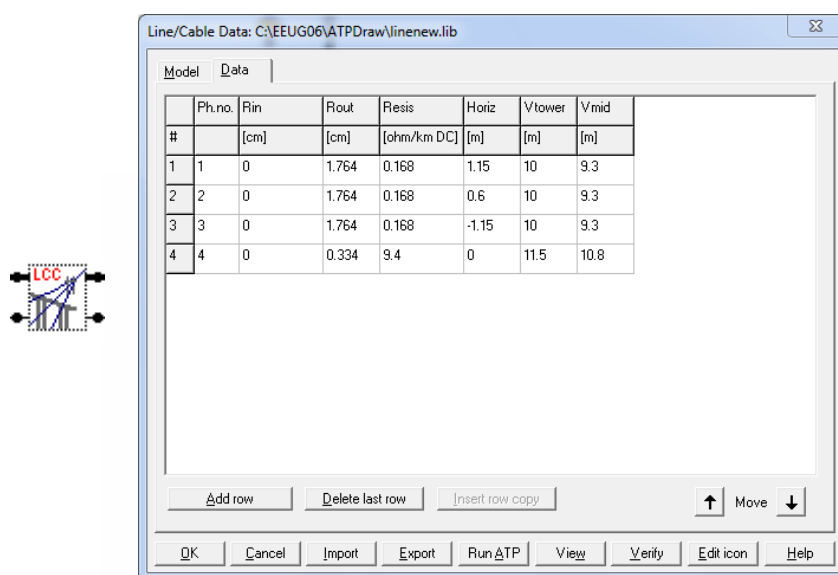 Line/Cable Data: C:\EEUG06\ATPDraw\linenew.lib
Model Data
Ph.no. Rin Rout Resis Horiz Vtower Vmid
# [cm] [cm] [ohm/km DC] [m] [m] [m]
1 1 0 1.764 0.168 1.15 10 9.3
2 2 0 1.764 0.168 0.6 10 9.3
3 3 0 1.764 0.168 -1.15 10 9.3
4 4 0 0.334 9.4 0 11.5 10.8
LCC
Add row Delete last row Insert row copy Move
OK Cancel Import Export Run ATP View Verify Edit icon Help